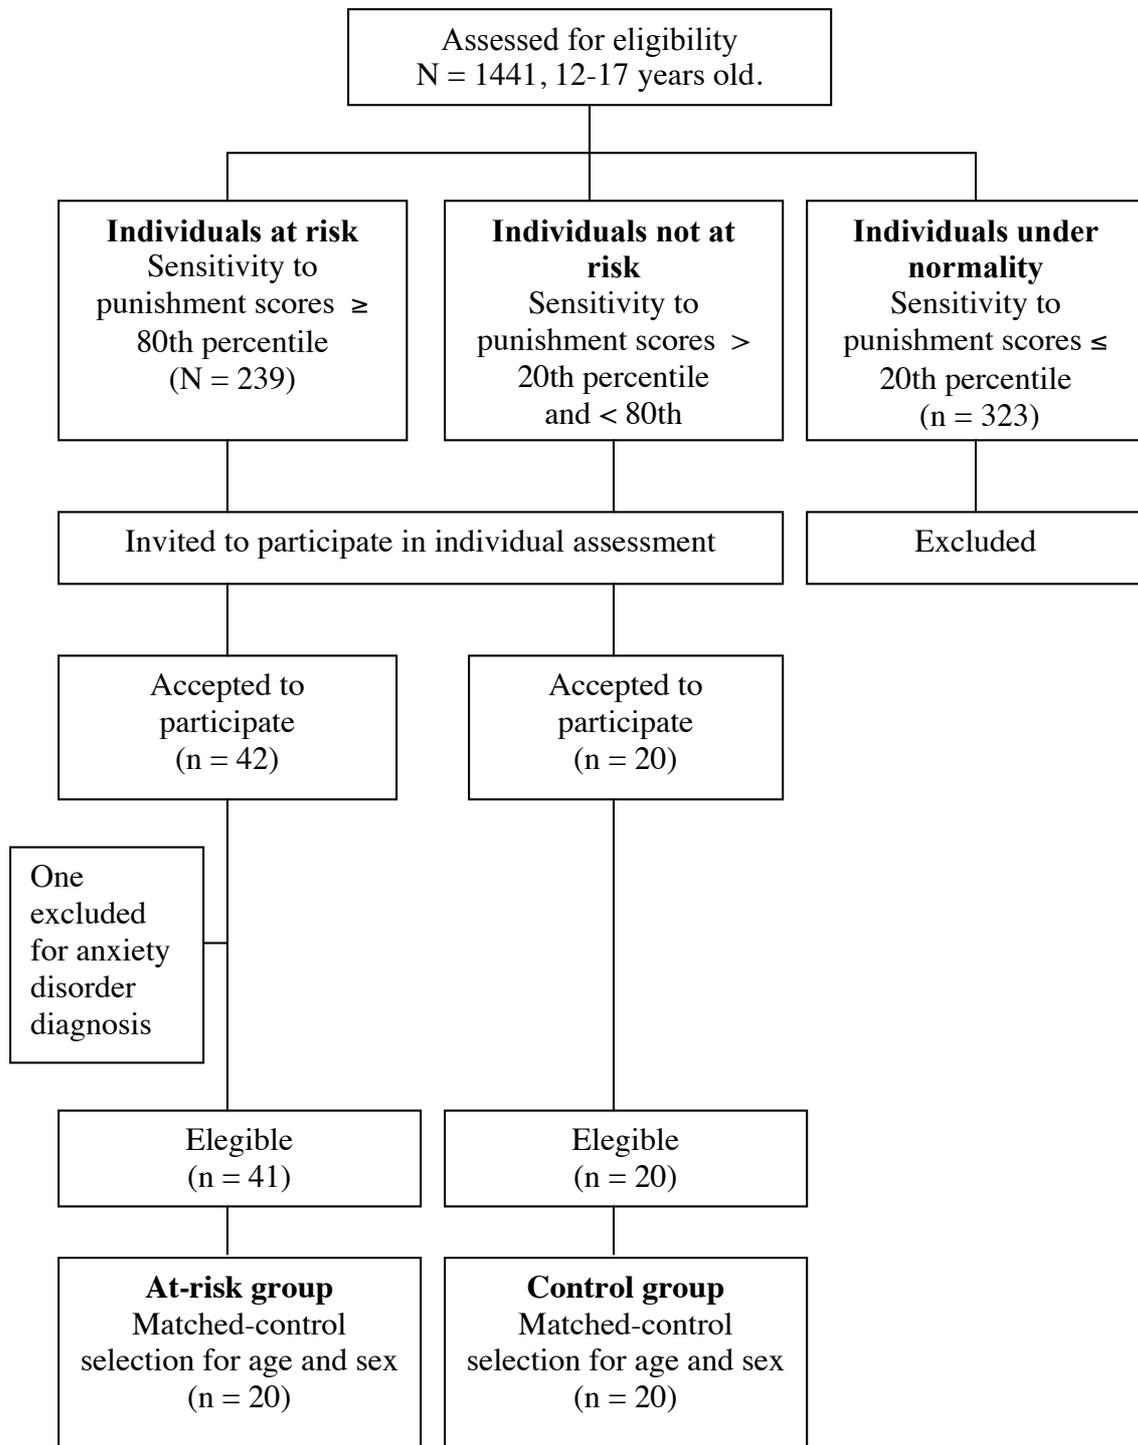 Assessed for eligibility
N = 1441, 12-17 years old.
Individuals at risk
Sensitivity to
punishment scores ≥
80th percentile
(N = 239)
Individuals not at
risk
Sensitivity to
punishment scores >
20th percentile
and < 80th
Individuals under
normality
Sensitivity to
punishment scores ≤
20th percentile
(n = 323)
Invited to participate in individual assessment
Excluded
Accepted to
participate
(n = 42)
Accepted to
participate
(n = 20)
One
excluded
for anxiety
disorder
diagnosis
Elegible
(n = 41)
Elegible
(n = 20)
At-risk group
Matched-control
selection for age and sex
(n = 20)
Control group
Matched-control
selection for age and sex
(n = 20)